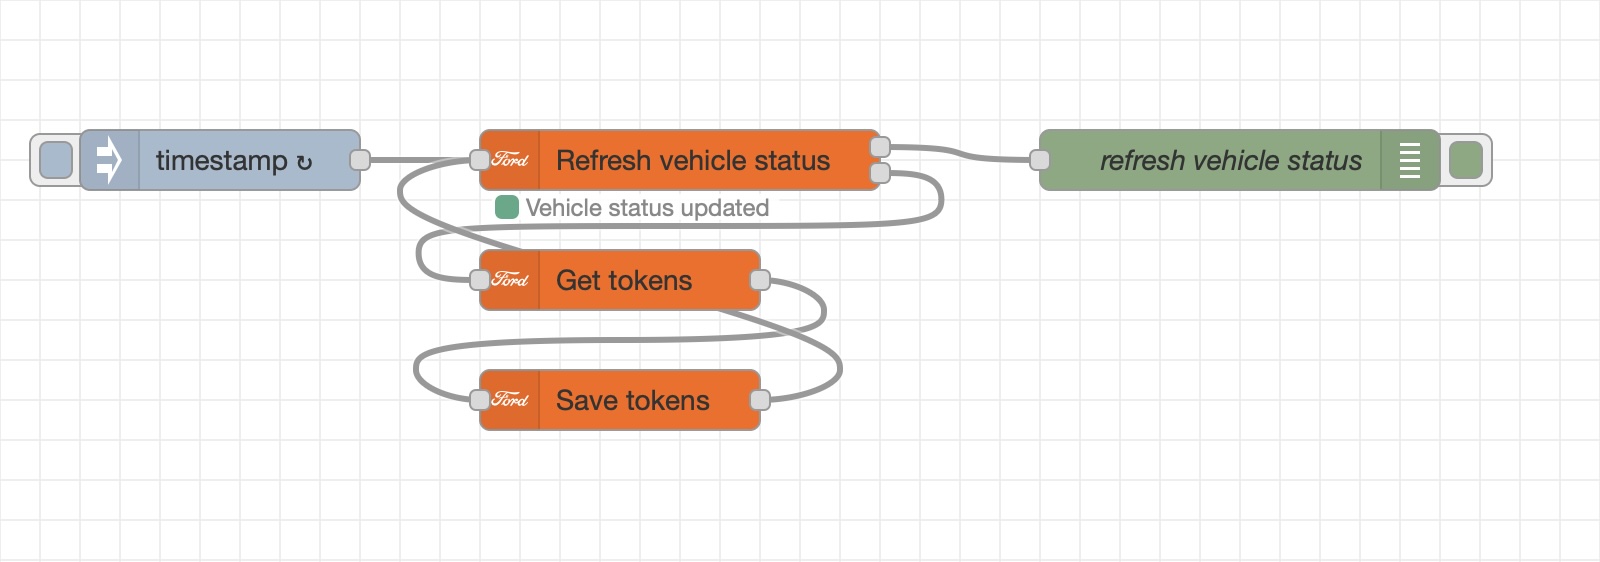 timestamp ↻
Ford Refresh vehicle status
refresh vehicle status
Vehicle status updated
Ford Get tokens
Ford Save tokens